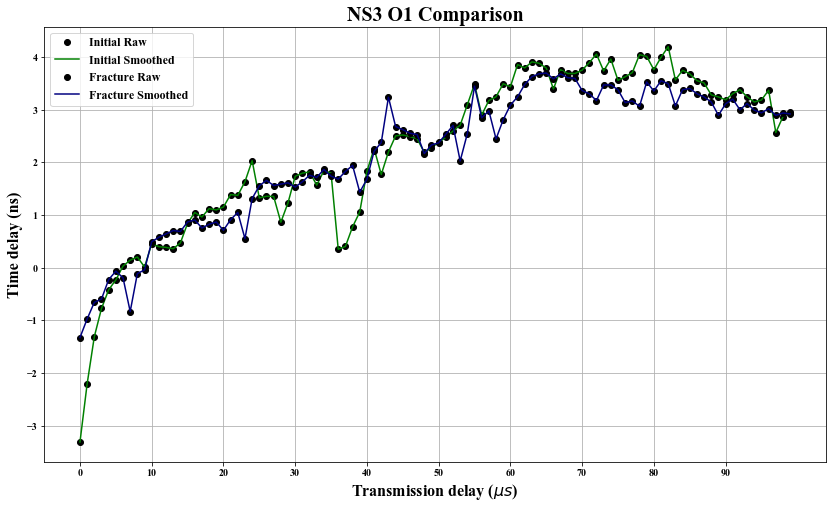 NS3 O1 Comparison
Initial Raw
Initial Smoothed
Fracture Raw
Fracture Smoothed
4
3
2
1
0
−1
−2
−3
Time delay (ns)
0 10 20 30 40 50 60 70 80 90
Transmission delay (μs)